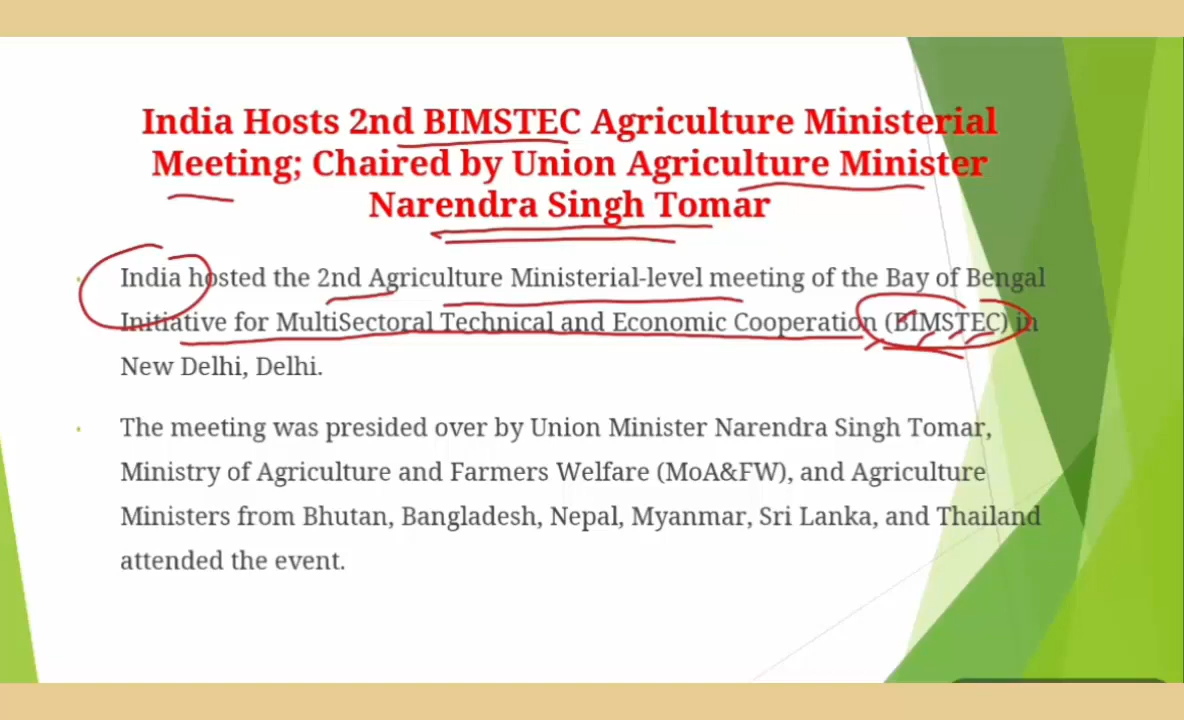 India Hosts 2nd BIMSTEC Agriculture Ministerial
Meeting; Chaired by Union Agriculture Minister
Narendra Singh Tomar
India hosted the 2nd Agriculture Ministerial-level meeting of the Bay of Bengal
Initiative for MultiSectoral Technical and Economic Cooperation (BIMSTEC) in
New Delhi, Delhi.
The meeting was presided over by Union Minister Narendra Singh Tomar,
Ministry of Agriculture and Farmers Welfare (MoA&FW), and Agriculture
Ministers from Bhutan, Bangladesh, Nepal, Myanmar, Sri Lanka, and Thailand
attended the event.